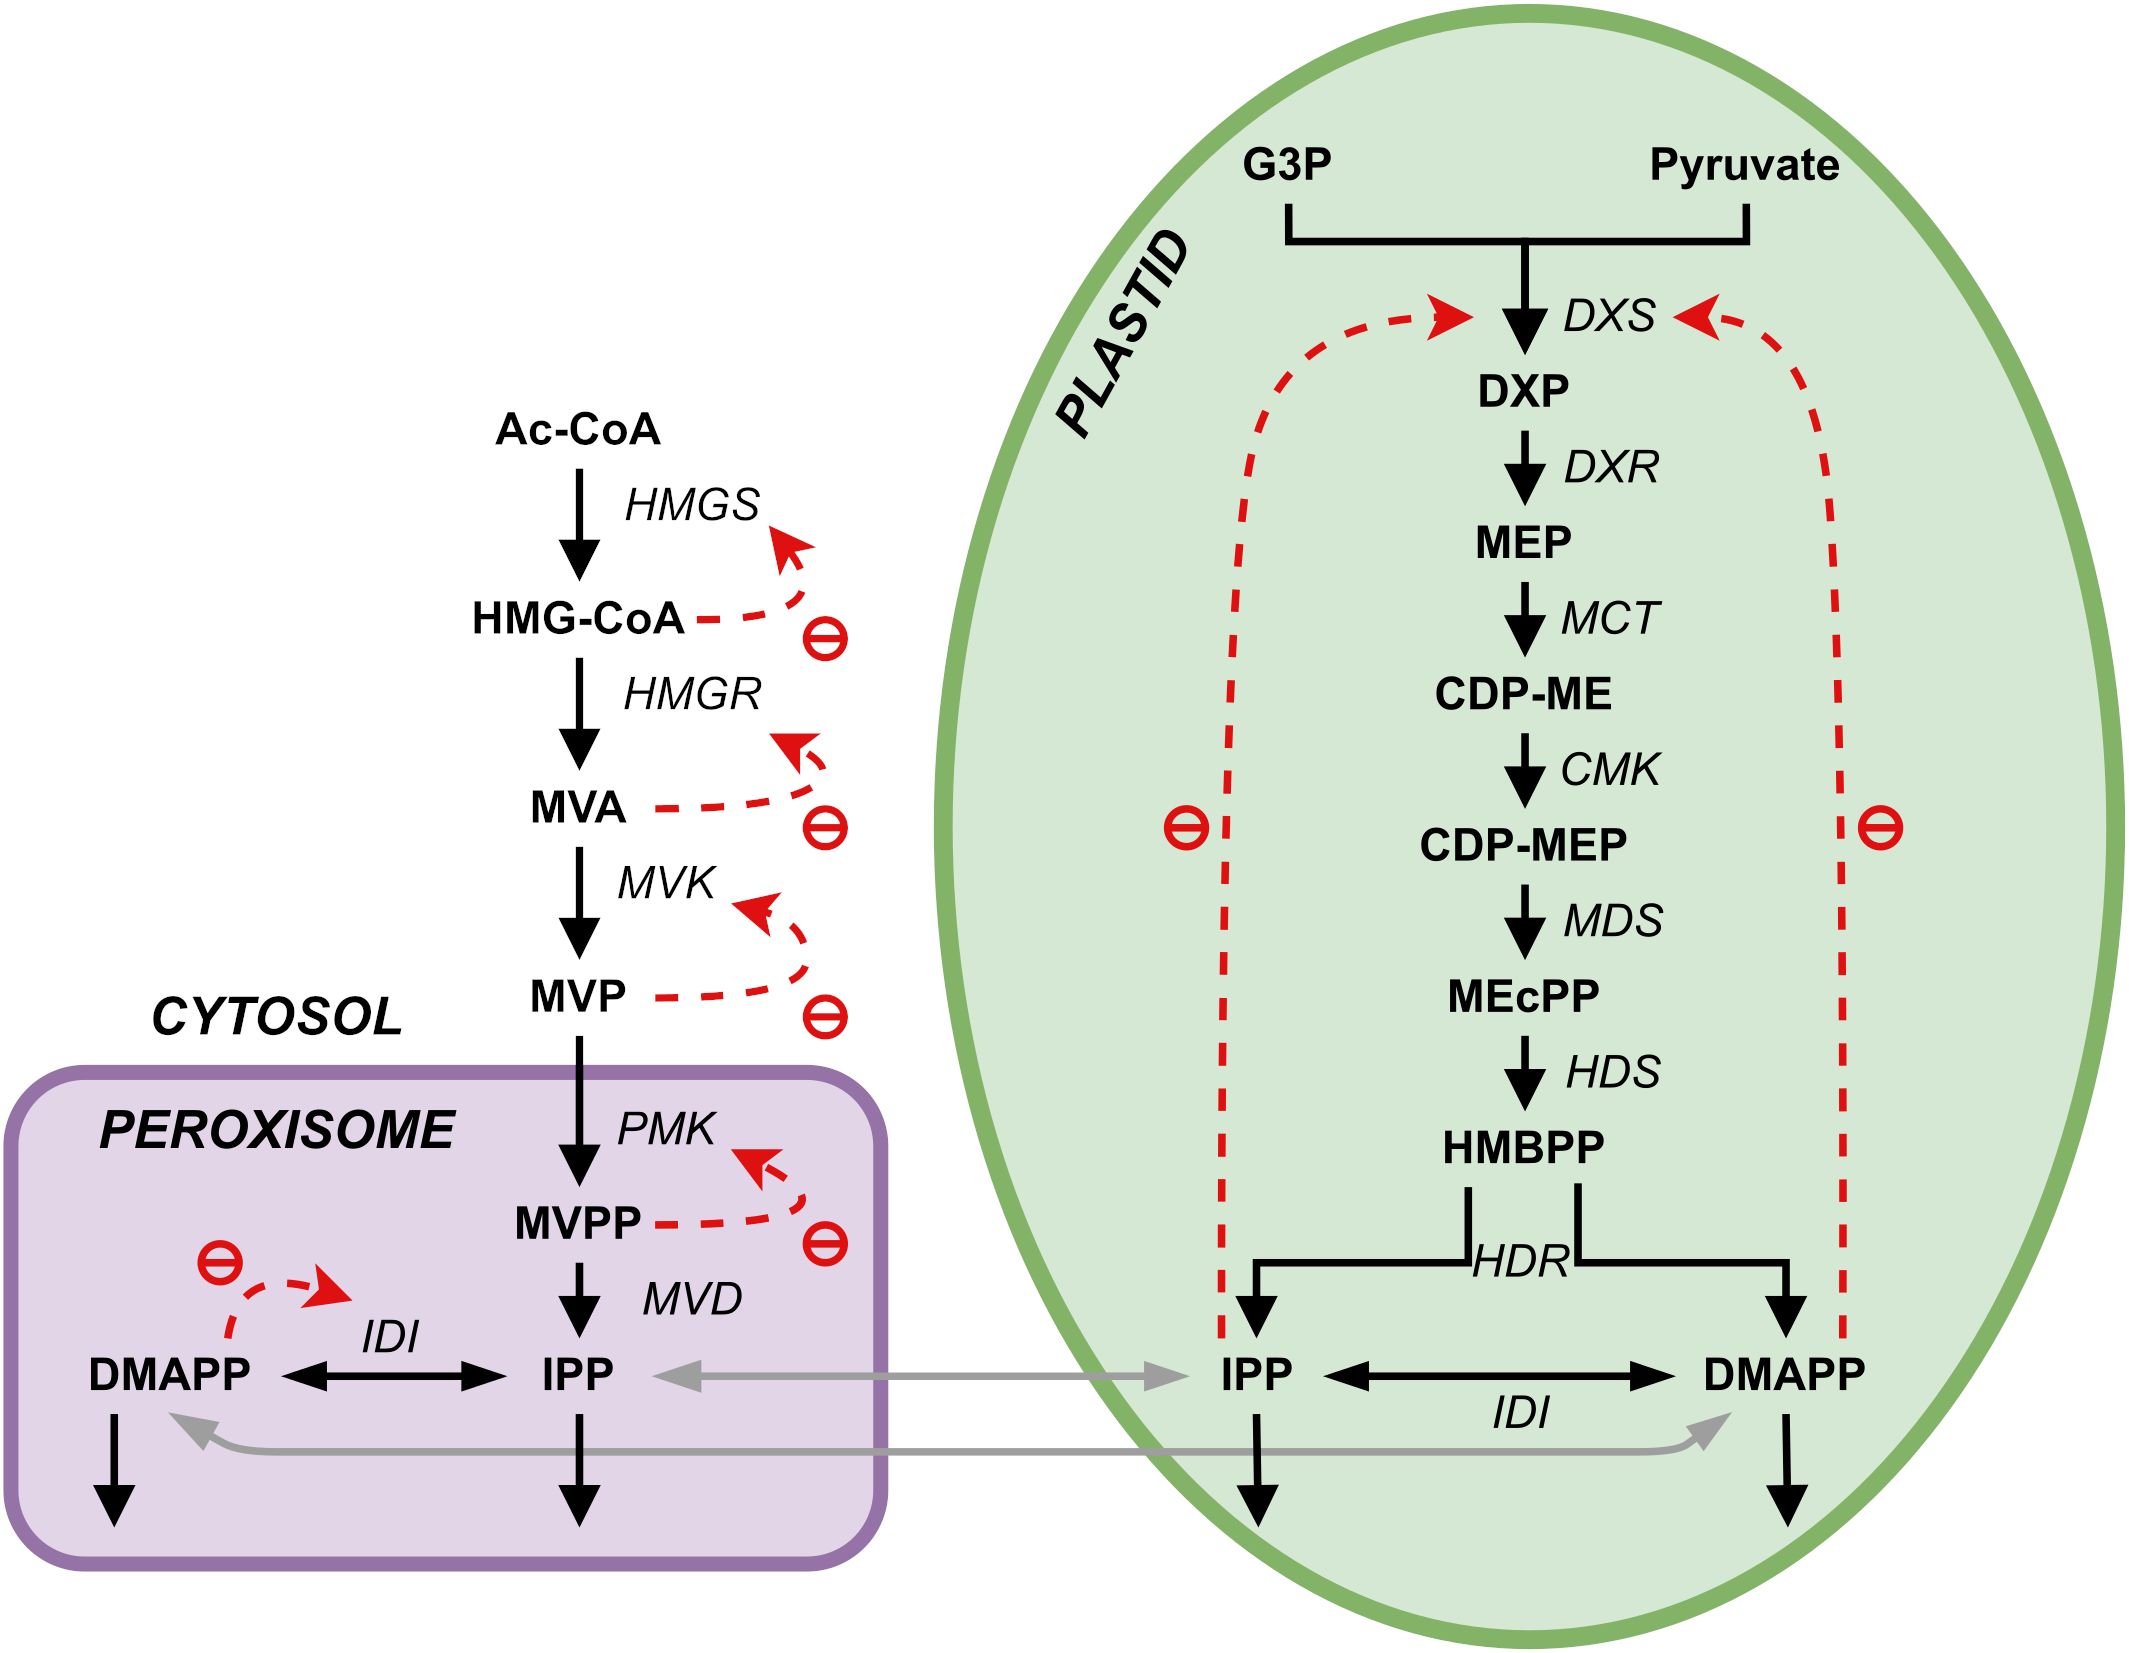 G3P
Pyruvate
PLASTID
DXS
DXP
DXR
MEP
MCT
CDP-ME
CMK
CDP-MEP
MDS
MEcPP
HDS
HMBPP
HDR
IPP
DMAPP
IDI
Ac-CoA
HMGS
HMG-CoA
HMGR
MVA
MVK
MVP
CYTOSOL
PEROXISOME
PMK
MVPP
MVD
IDI
DMAPP
IPP